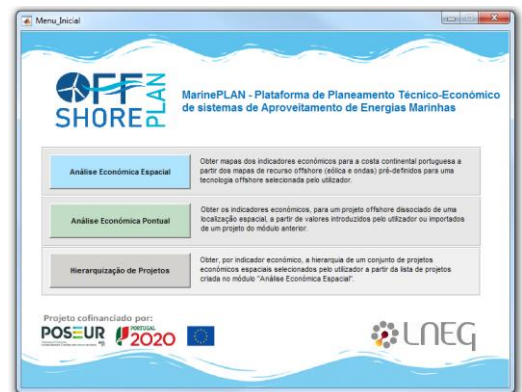 Menu_Inicial
OFFSHORE PLAN
MarinePLAN - Plataforma de Planeamento Técnico-Económico
de sistemas de Aproveitamento de Energias Marinhas
Análise Económica Espacial
Obter mapas dos indicadores económicos para a costa continental portuguesa a
partir dos mapas de recurso offshore (eólica e ondas) pré-definidos para uma
tecnologia offshore selecionada pelo utilizador.
Análise Económica Pontual
Obter os indicadores económicos, para um projeto offshore dissociado de uma
localização espacial, a partir de valores introduzidos pelo utilizador ou importados
de um projeto do módulo anterior.
Hierarquização de Projetos
Obter, por indicador económico, a hierarquia de um conjunto de projetos
económicos espaciais selecionados pelo utilizador a partir da lista de projetos
criada no módulo "Análise Económica Espacial".
Projeto cofinanciado por:
POSEUR
PORTUGAL
2020
LNEG